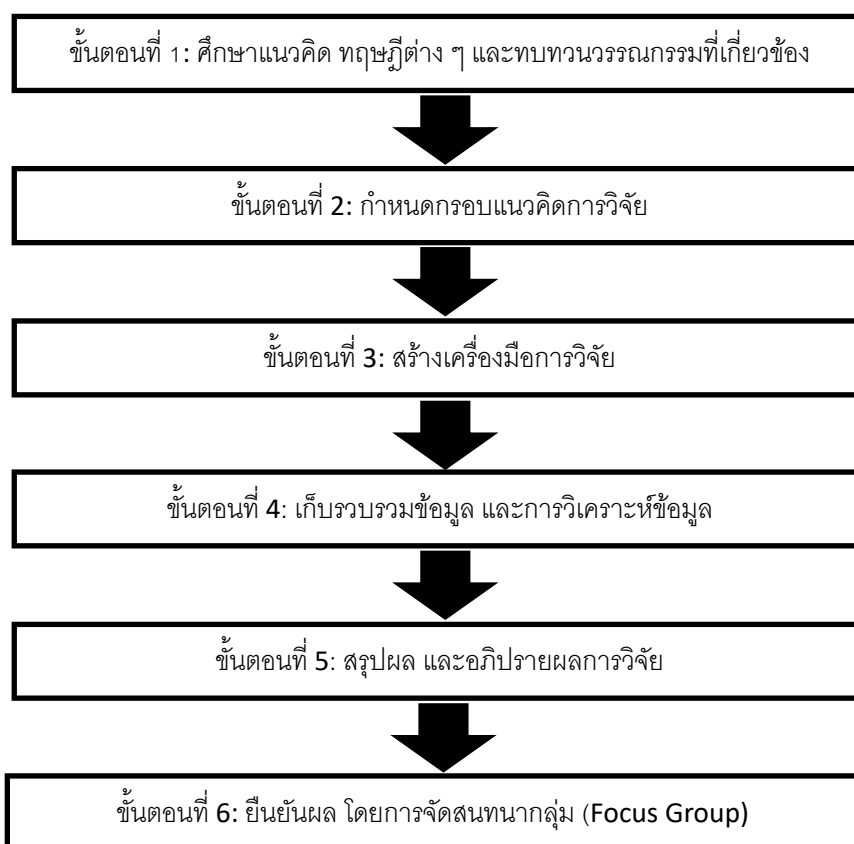 ขั้นตอนที่ 1: ศึกษาแนวคิด ทฤษฎีต่าง ๆ และทบทวนวรรณกรรมที่เกี่ยวข้อง
ขั้นตอนที่ 2: กำหนดกรอบแนวคิดการวิจัย
ขั้นตอนที่ 3: สร้างเครื่องมือการวิจัย
ขั้นตอนที่ 4: เก็บรวบรวมข้อมูล และการวิเคราะห์ข้อมูล
ขั้นตอนที่ 5: สรุปผล และอภิปรายผลการวิจัย
ขั้นตอนที่ 6: ยืนยันผล โดยการจัดสนทนากลุ่ม (Focus Group)